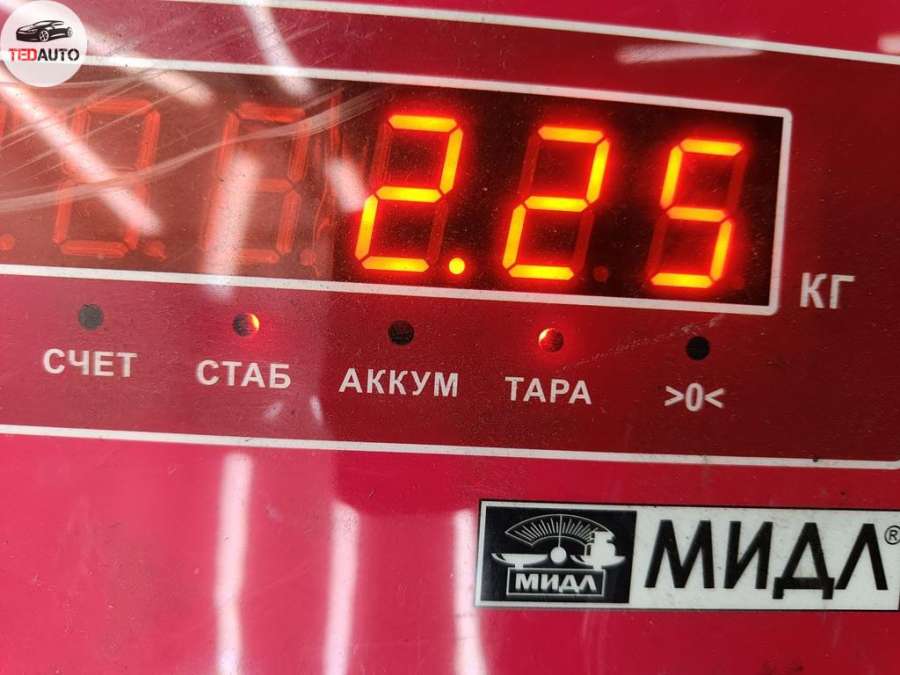 TEDAUTO
2.25
КГ
СЧЕТ СТАБ АККУМ ТАРА >0<
МИДЛ МИДЛ®